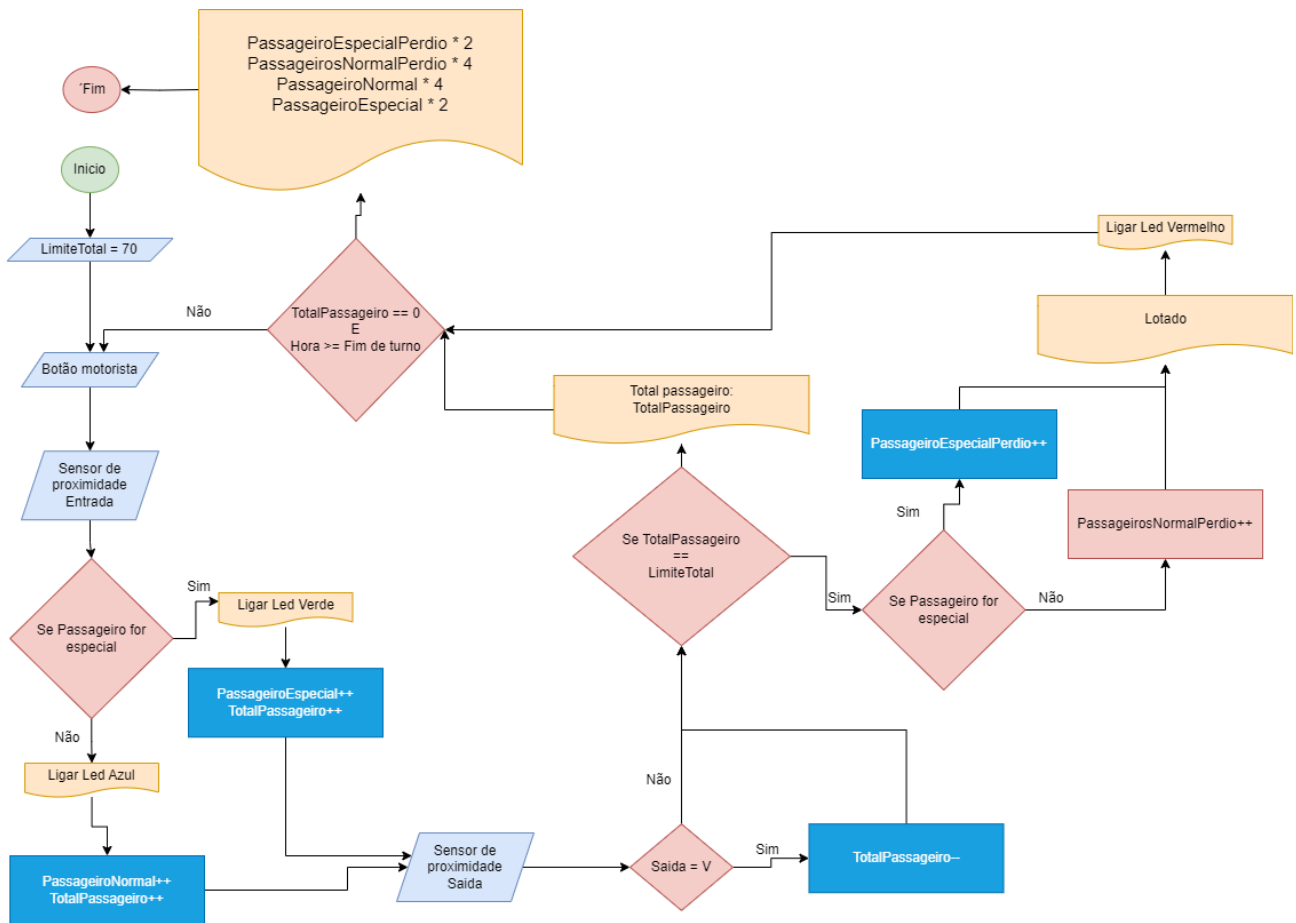 PassageiroEspecialPerdio * 2
PassageirosNormalPerdio * 4
PassageiroNormal * 4
PassageiroEspecial * 2
´Fim
Inicio
LimiteTotal = 70
Não
TotalPassageiro == 0
E
Hora >= Fim de turno
Botão motorista
Sensor de
proximidade
Entrada
Se Passageiro for
especial
Sim
Ligar Led Verde
PassageiroEspecial++
TotalPassageiro++
Não
Ligar Led Azul
PassageiroNormal++
TotalPassageiro++
Sensor de
proximidade
Saida
Saida = V
Sim
TotalPassageiro--
Não
Se TotalPassageiro
==
LimiteTotal
Total passageiro:
TotalPassageiro
Sim
Se Passageiro for
especial
Sim
PassageiroEspecialPerdio++
Não
PassageirosNormalPerdio++
Lotado
Ligar Led Vermelho